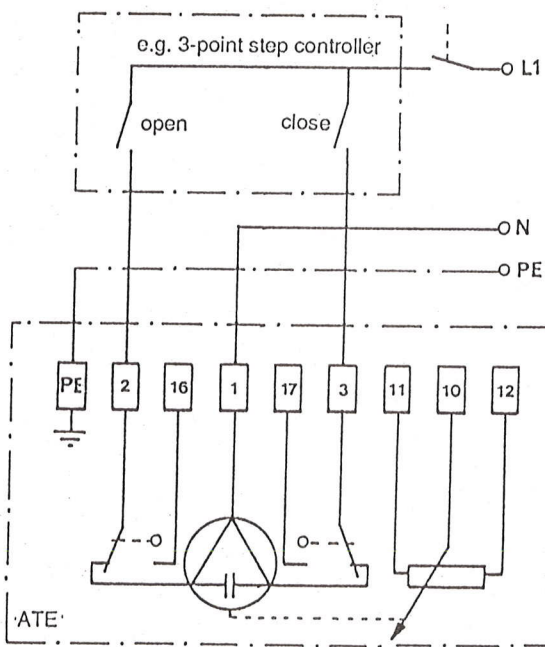 e.g. 3-point step controller
L1
open
close
N
PE
PE
2
16
1
17
3
11
10
12
ATE